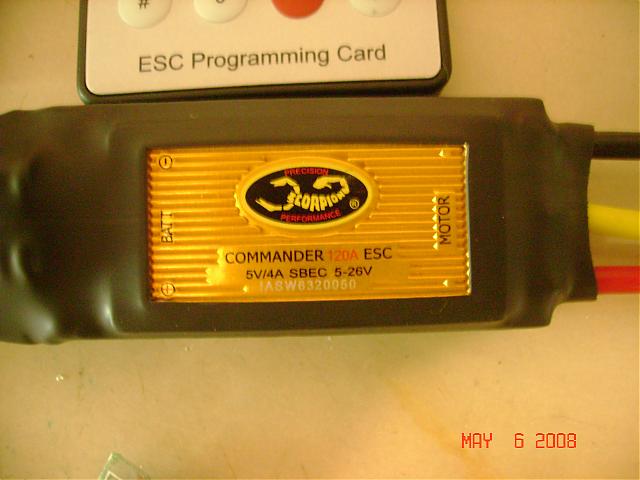 #
ESC Programming Card
BATT
PRECISION
SCORPION
®
PERFORMANCE
MOTOR
COMMANDER 120A ESC
5V/4A SBEC 5-26V
IASW6320050
MAY 6 2008